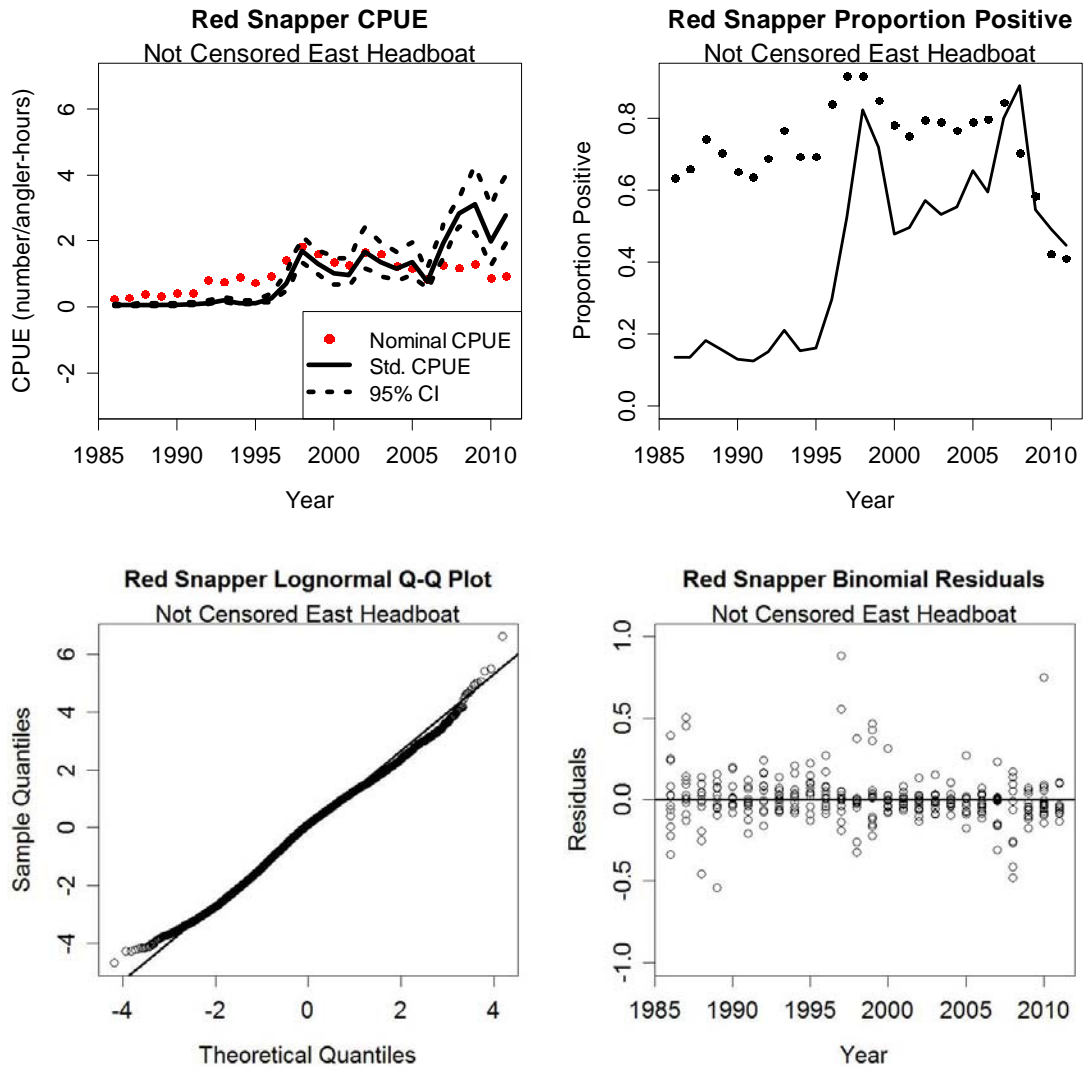 Red Snapper CPUE
Not Censored East Headboat
CPUE (number/angler-hours)
6
4
2
0
-2
Nominal CPUE
Std. CPUE
95% CI
1985 1990 1995 2000 2005 2010
Year
Red Snapper Proportion Positive
Not Censored East Headboat
Proportion Positive
0.8
0.6
0.4
0.2
0.0
1985 1990 1995 2000 2005 2010
Year
Red Snapper Lognormal Q-Q Plot
Not Censored East Headboat
Sample Quantiles
6
4
2
0
-2
-4
-4 -2 0 2 4
Theoretical Quantiles
Red Snapper Binomial Residuals
Not Censored East Headboat
Residuals
1.0
0.5
0.0
-0.5
-1.0
1985 1990 1995 2000 2005 2010
Year